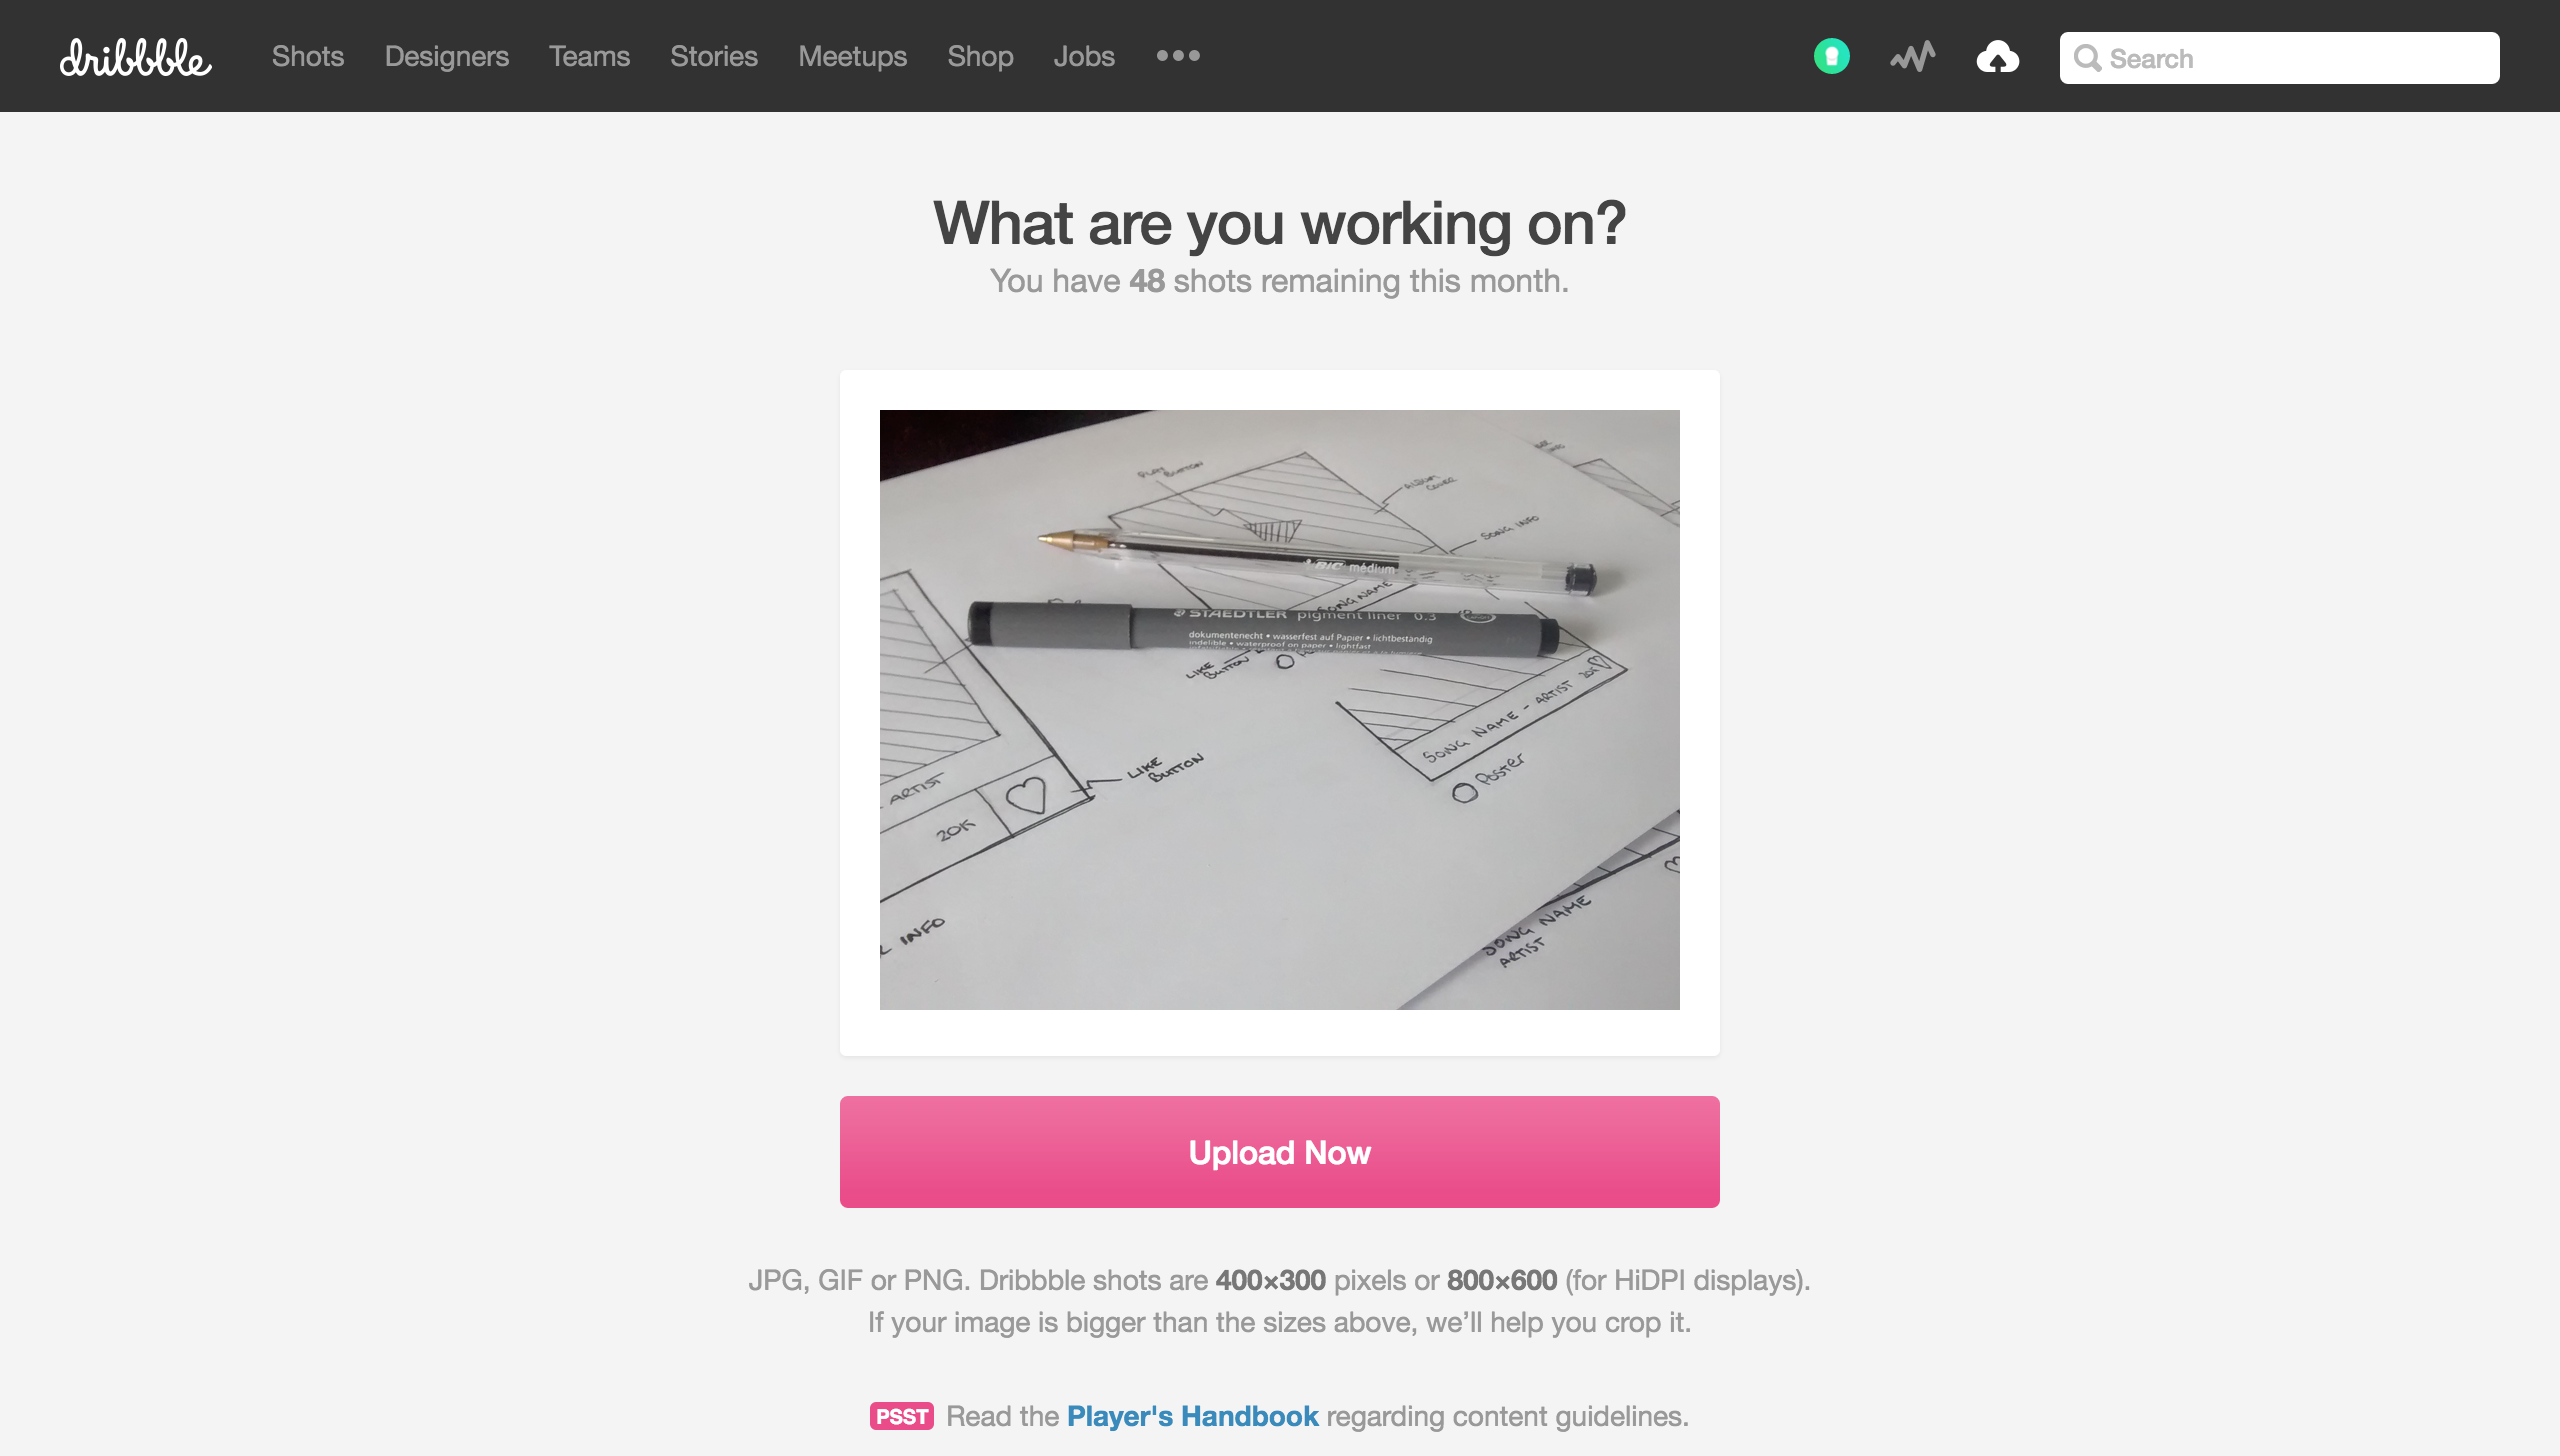 dribbble
Shots Designers Teams Stories Meetups Shop Jobs •••
Search
What are you working on?
You have 48 shots remaining this month.
PLAY BUTTON
ALBUM COVER
SONG INFO
BIC médium
SONG NAME
STAEDTLER pigment liner 0.3
dokumentenecht • wasserfest auf Papier • lichtbeständig
indelible • waterproof on paper • lightfast
LIKE BUTTON
SONG NAME - ARTIST 20K
Poster
LIKE BUTTON
ARTIST
20K
INFO
SONG NAME
ARTIST
Upload Now
JPG, GIF or PNG. Dribbble shots are 400×300 pixels or 800×600 (for HiDPI displays).
If your image is bigger than the sizes above, we’ll help you crop it.
PSST Read the Player's Handbook regarding content guidelines.